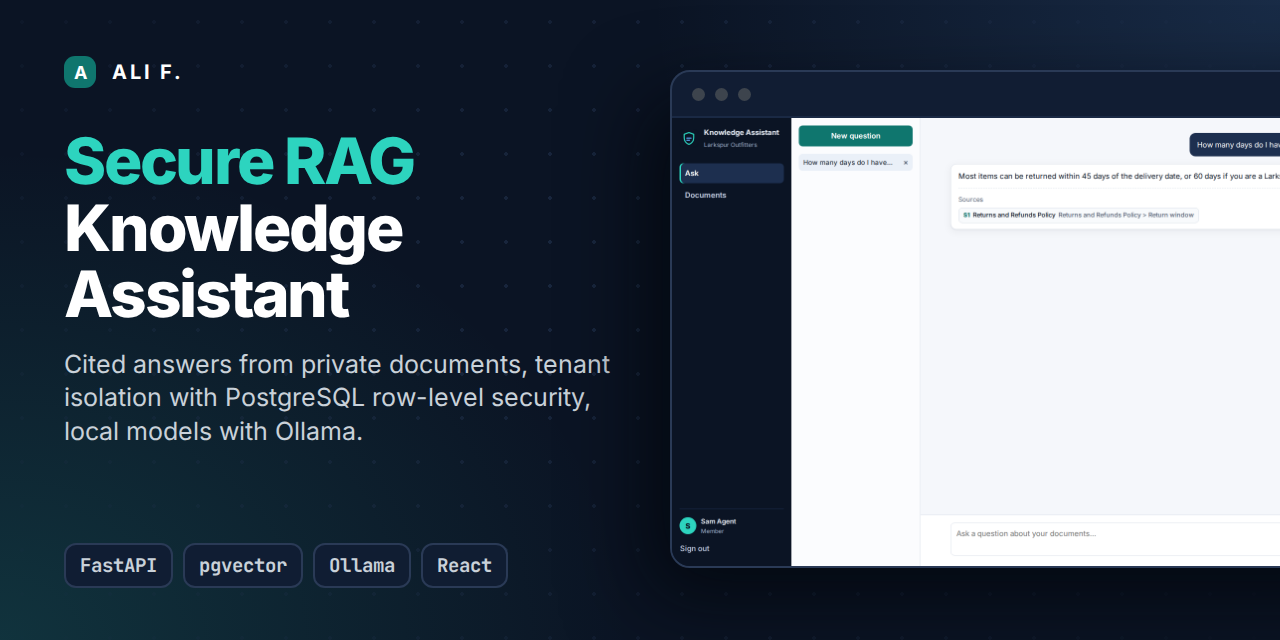 A ALI F.
Secure RAG
Knowledge
Assistant
Cited answers from private documents, tenant
isolation with PostgreSQL row-level security,
local models with Ollama.
FastAPI pgvector Ollama React
Knowledge Assistant
Larkspur Outfitters
Ask
Documents
Sam Agent
S
Member
Sign out
New question
How many days do I have... ×
How many days do I
Most items can be returned within 45 days of the delivery date, or 60 days if you are a
Sources
S1 Returns and Refunds Policy Returns and Refunds Policy > Return window
Ask a question about your documents...